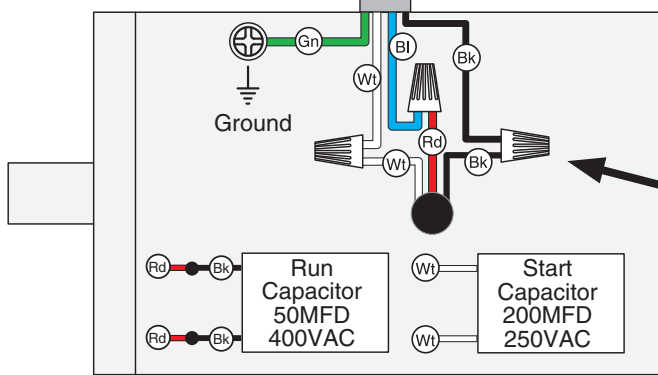 Gn
Bl
Bk
Wt
Ground
Rd
Wt
Bk
Rd
Bk
Run
Capacitor
50MFD
400VAC
Rd
Bk
Wt
Start
Capacitor
200MFD
250VAC
Wt